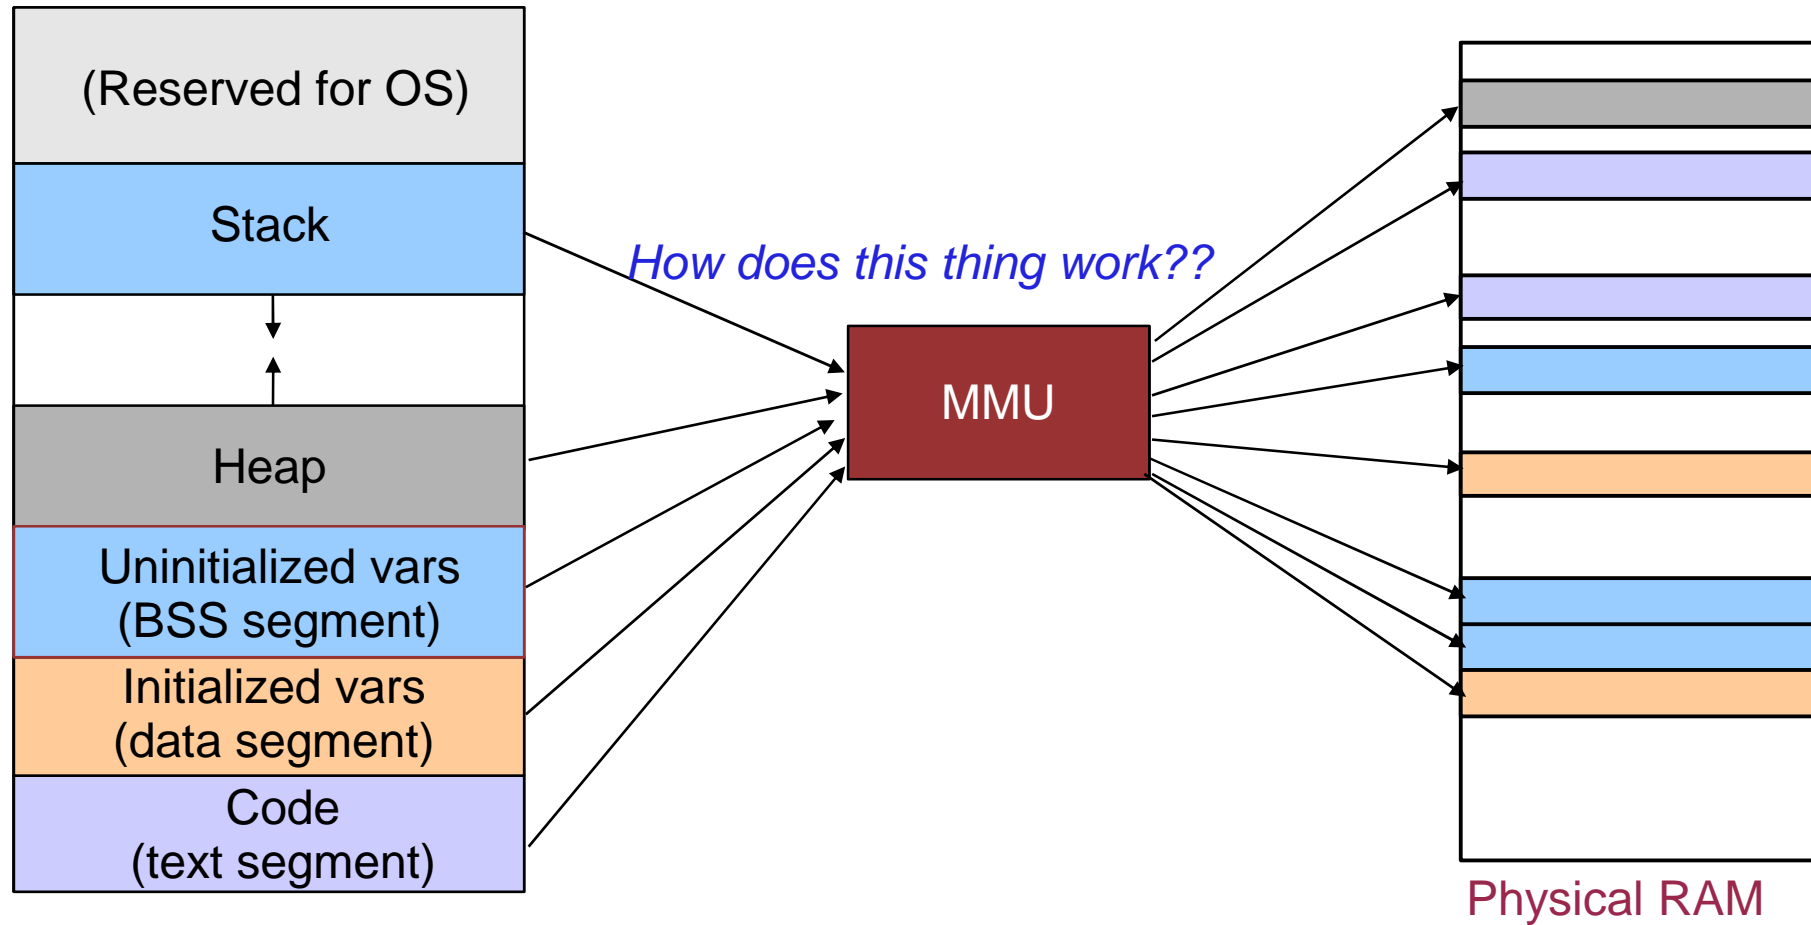 (Reserved for OS)
Stack
How does this thing work??
MMU
Heap
Uninitialized vars
(BSS segment)
Initialized vars
(data segment)
Code
(text segment)
Physical RAM